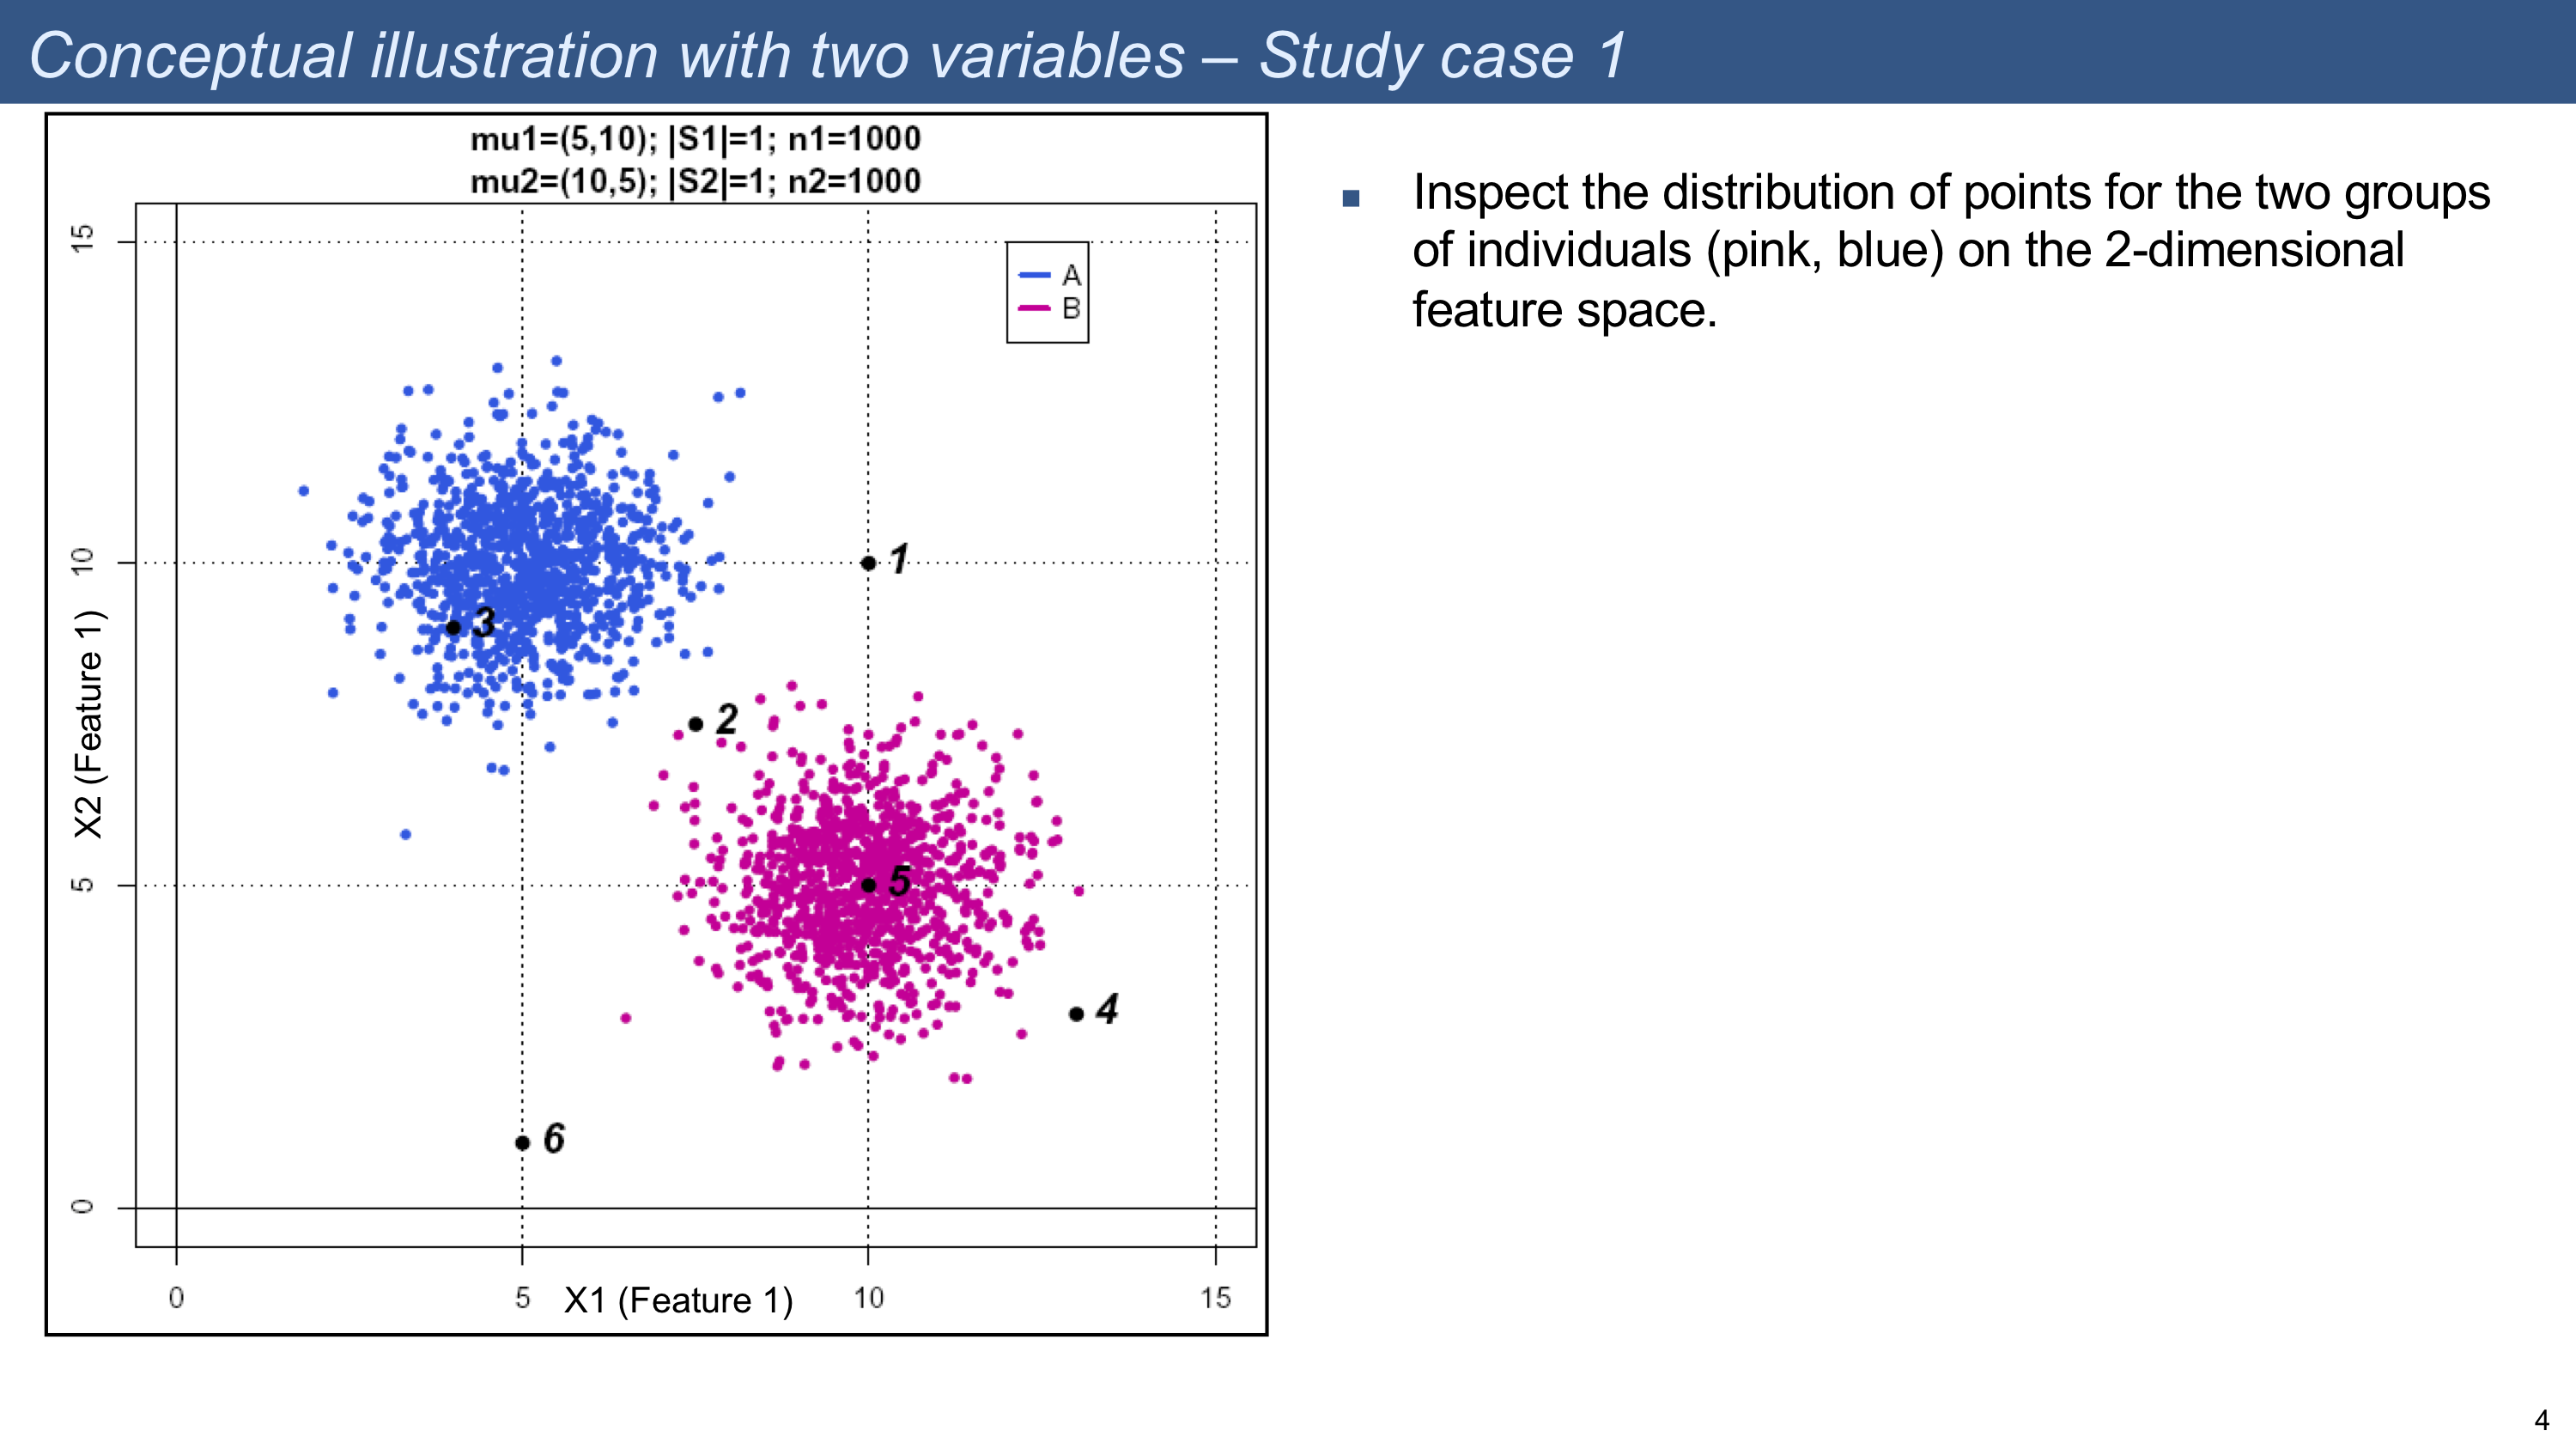 Conceptual illustration with two variables – Study case 1
mu1=(5,10); |S1|=1; n1=1000
mu2=(10,5); |S2|=1; n2=1000
15
10
5
0
X2 (Feature 1)
A
B
1
3
2
5
4
6
0
5
X1 (Feature 1)
10
15
■ Inspect the distribution of points for the two groups
of individuals (pink, blue) on the 2-dimensional
feature space.
4